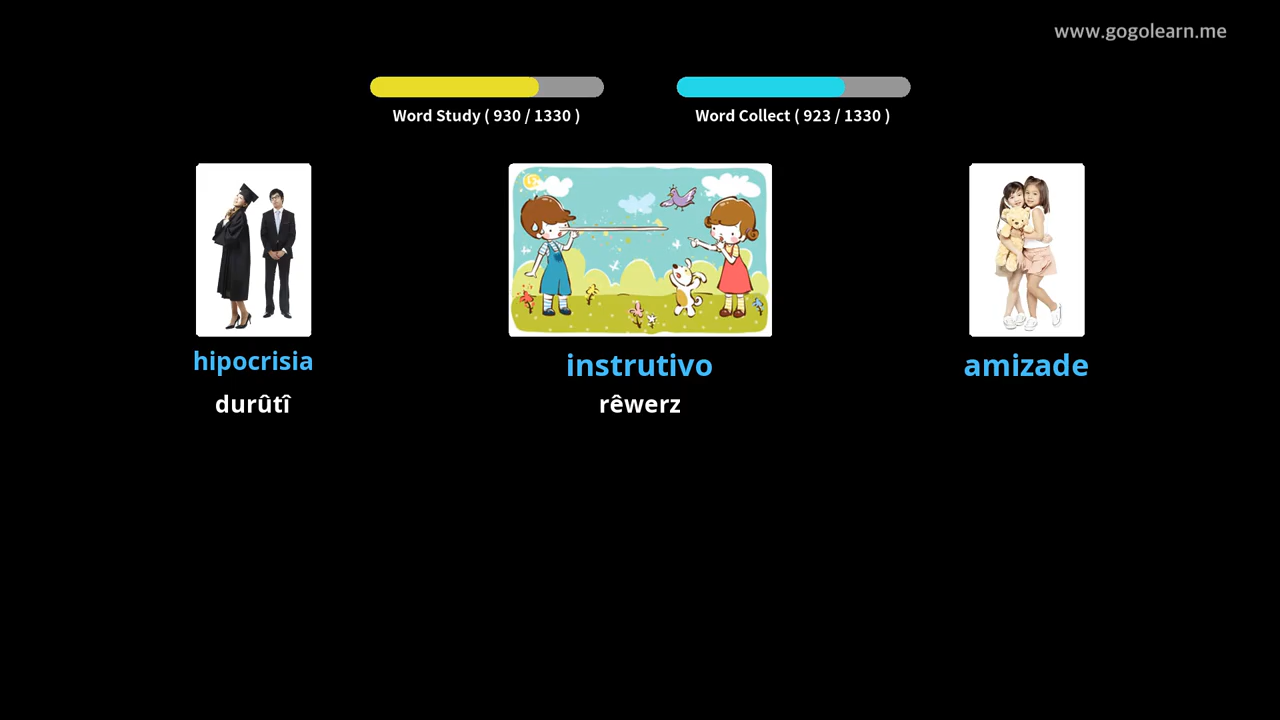 www.gogolearn.me
Word Study ( 930 / 1330 )
Word Collect ( 923 / 1330 )
hipocrisia
instrutivo
amizade
durûtî
rêwerz